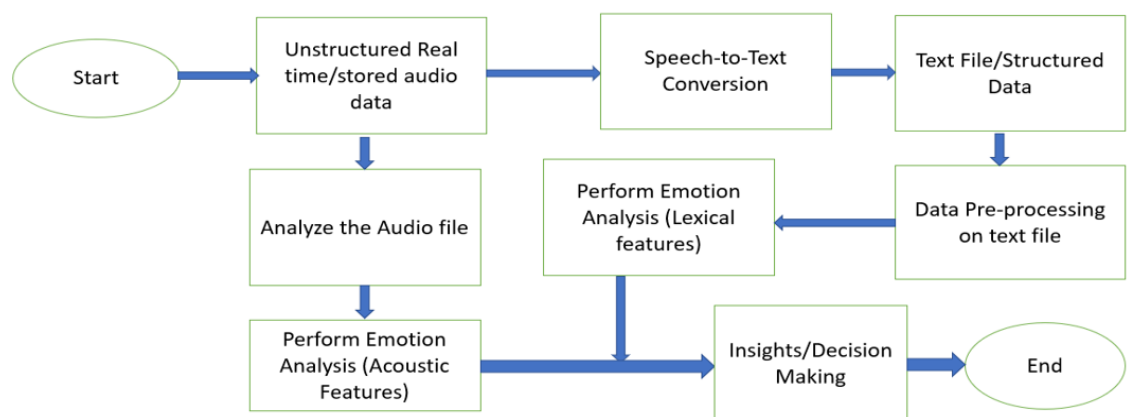 Start
Unstructured Real
time/stored audio
data
Speech-to-Text
Conversion
Text File/Structured
Data
Analyze the Audio file
Perform Emotion
Analysis (Lexical
features)
Data Pre-processing
on text file
Perform Emotion
Analysis (Acoustic
Features)
Insights/Decision
Making
End